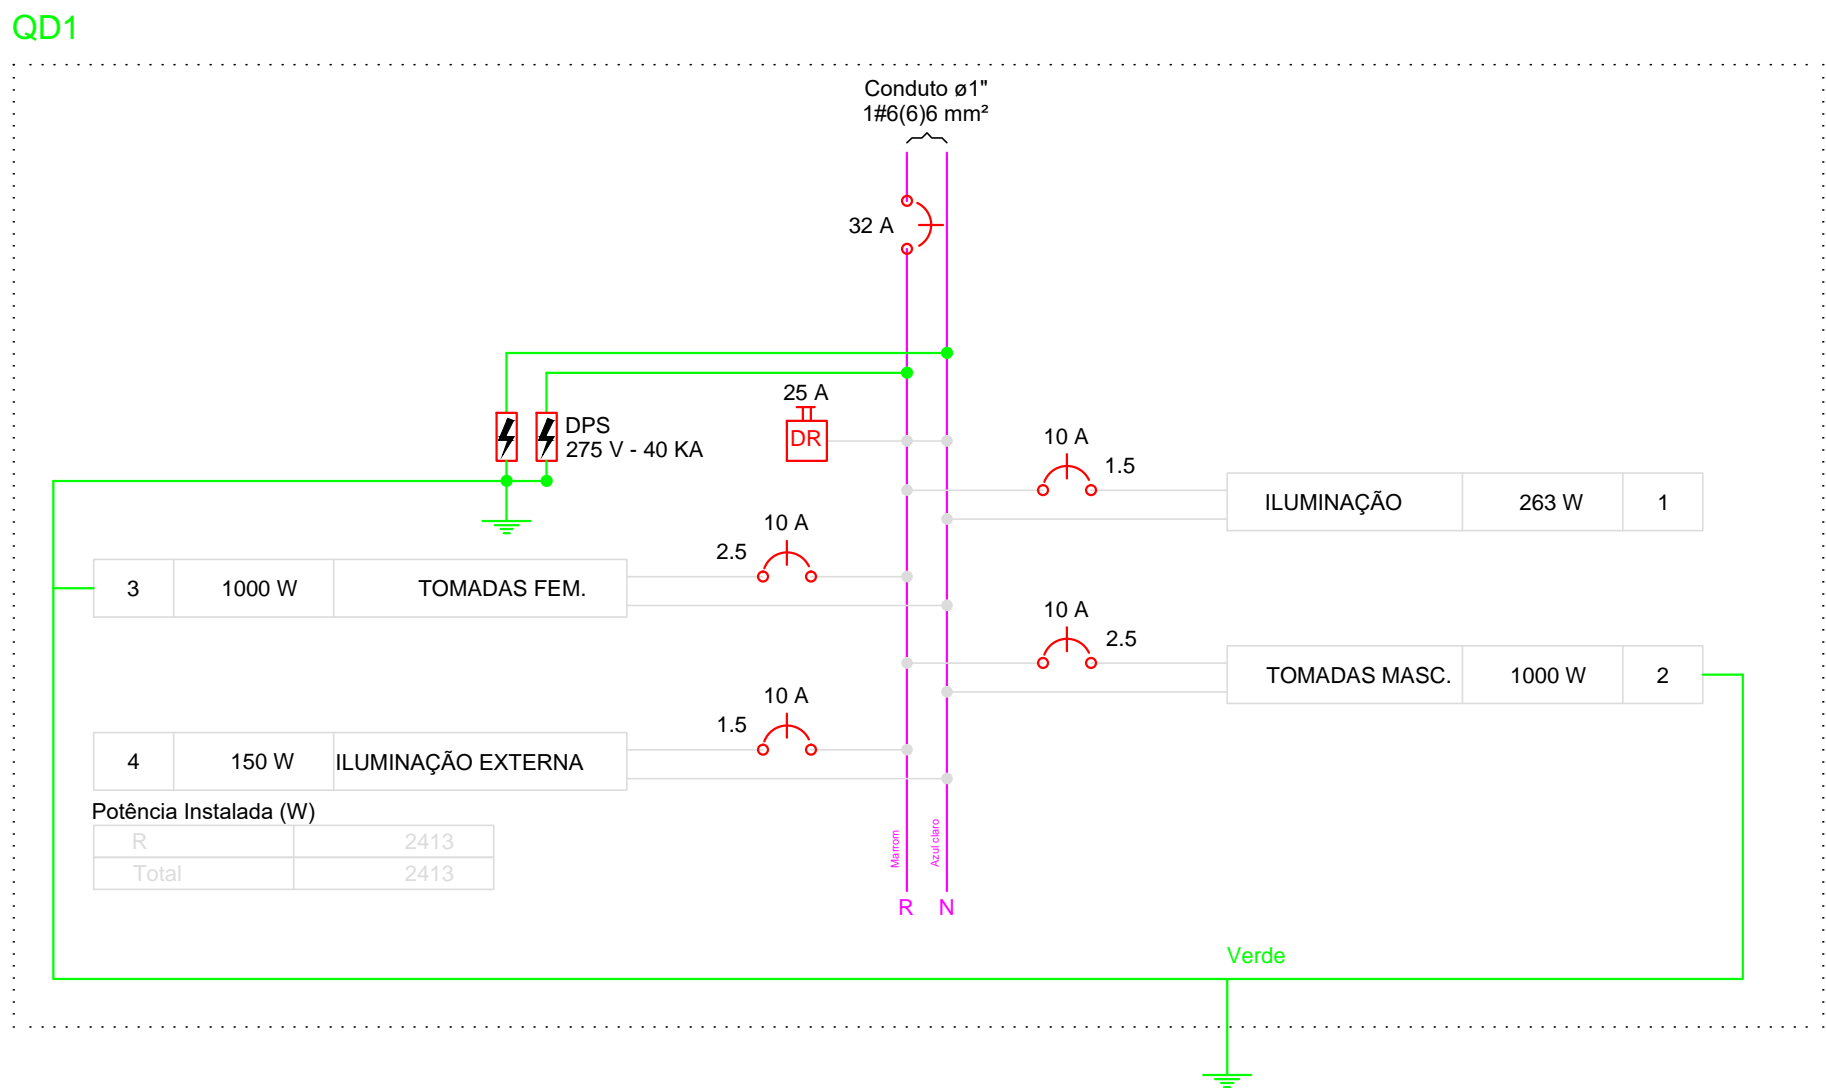 QD1
Conduto ø1"
1#6(6)6 mm²
32 A
DPS
275 V - 40 KA
25 A
DR
10 A
1.5
ILUMINAÇÃO 263 W 1
10 A
2.5
3 1000 W TOMADAS FEM.
10 A
2.5
TOMADAS MASC. 1000 W 2
10 A
1.5
4 150 W ILUMINAÇÃO EXTERNA
Potência Instalada (W)
R 2413
Total 2413
Marrom
Azul claro
R N
Verde